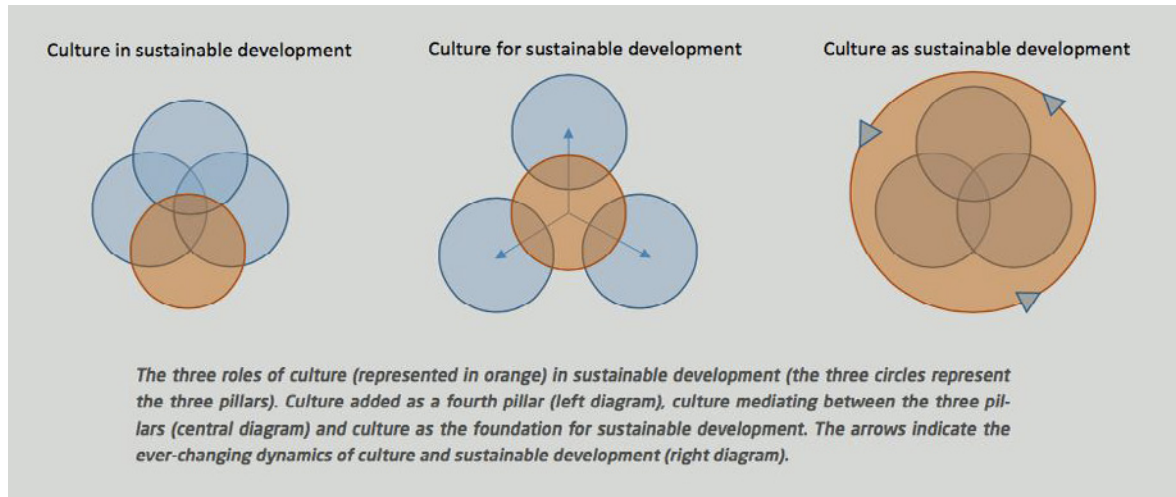 Culture in sustainable development
Culture for sustainable development
Culture as sustainable development
The three roles of culture (represented in orange) in sustainable development (the three circles represent
the three pillars). Culture added as a fourth pillar (left diagram), culture mediating between the three pil-
lars (central diagram) and culture as the foundation for sustainable development. The arrows indicate the
ever-changing dynamics of culture and sustainable development (right diagram).